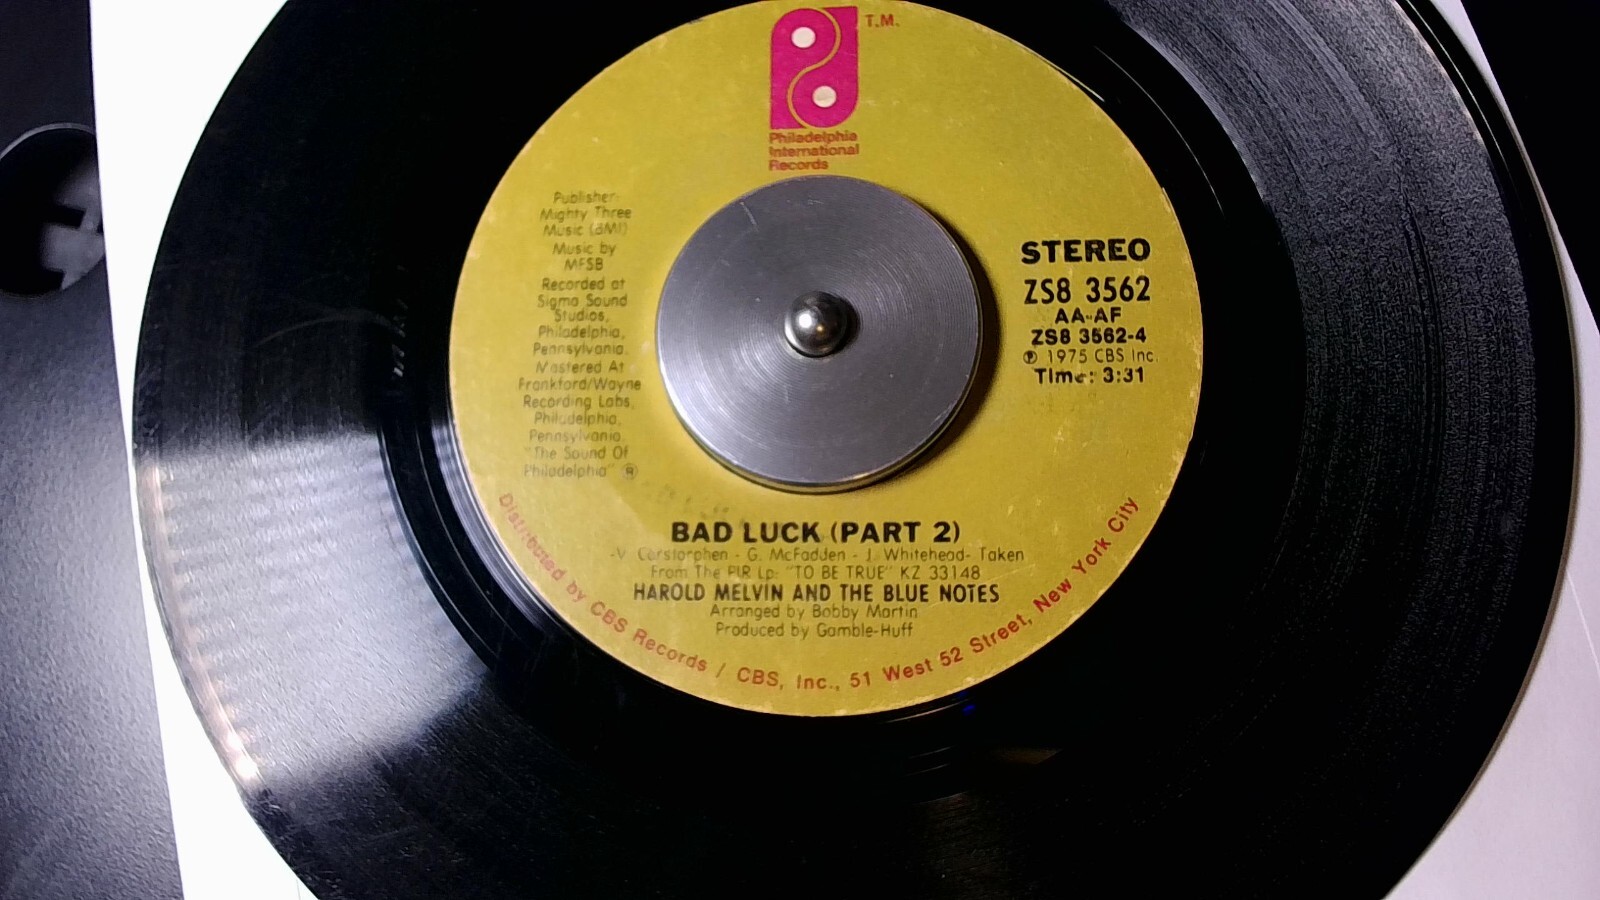 T.M.
Philadelphia
International
Records
Publisher:
Mighty Three
Music (BMI)
Music by
MFSB
Recorded at
Sigma Sound
Studios,
Philadelphia,
Pennsylvania.
Mastered At
Frankford/Wayne
Recording Labs,
Philadelphia,
Pennsylvania.
"The Sound Of
Philadelphia" ®
STEREO
ZS8 3562
AA-AF
ZS8 3562-4
℗ 1975 CBS Inc.
Time: 3:31
BAD LUCK (PART 2)
-V. Carstarphen - G. McFadden - J. Whitehead- Taken
From The PIR Lp: "TO BE TRUE" KZ 33148
HAROLD MELVIN AND THE BLUE NOTES
Arranged by Bobby Martin
Produced by Gamble-Huff
Distributed by CBS Records / CBS, Inc., 51 West 52 Street, New York City